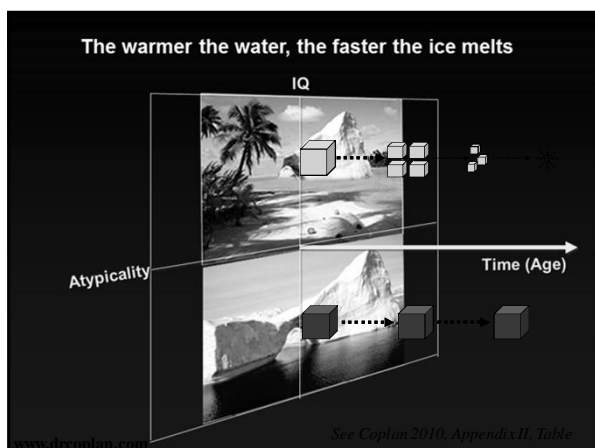 The warmer the water, the faster the ice melts
IQ
Atypicality
Time (Age)
www.drcoplan.com
See Coplan 2010, Appendix II, Table